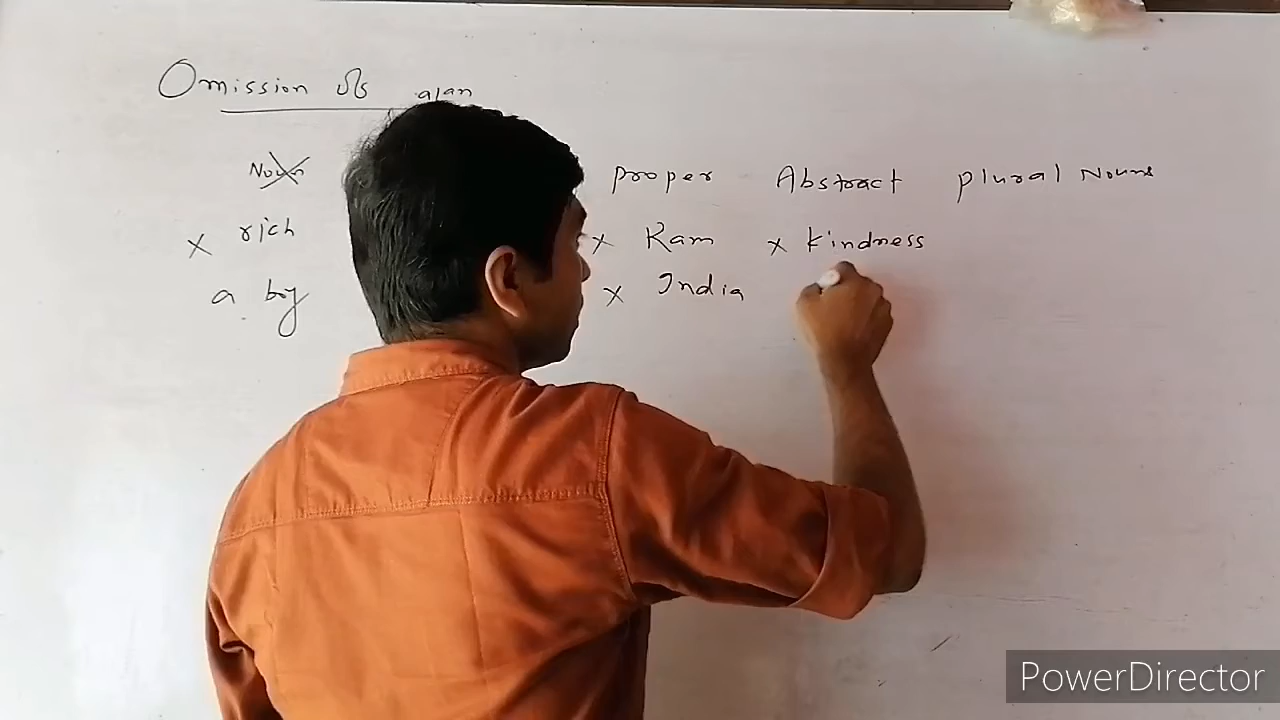 Omission of a/an
Noun proper Abstract plural Nouns
x rich x Ram x kindness
a boy x India
PowerDirector